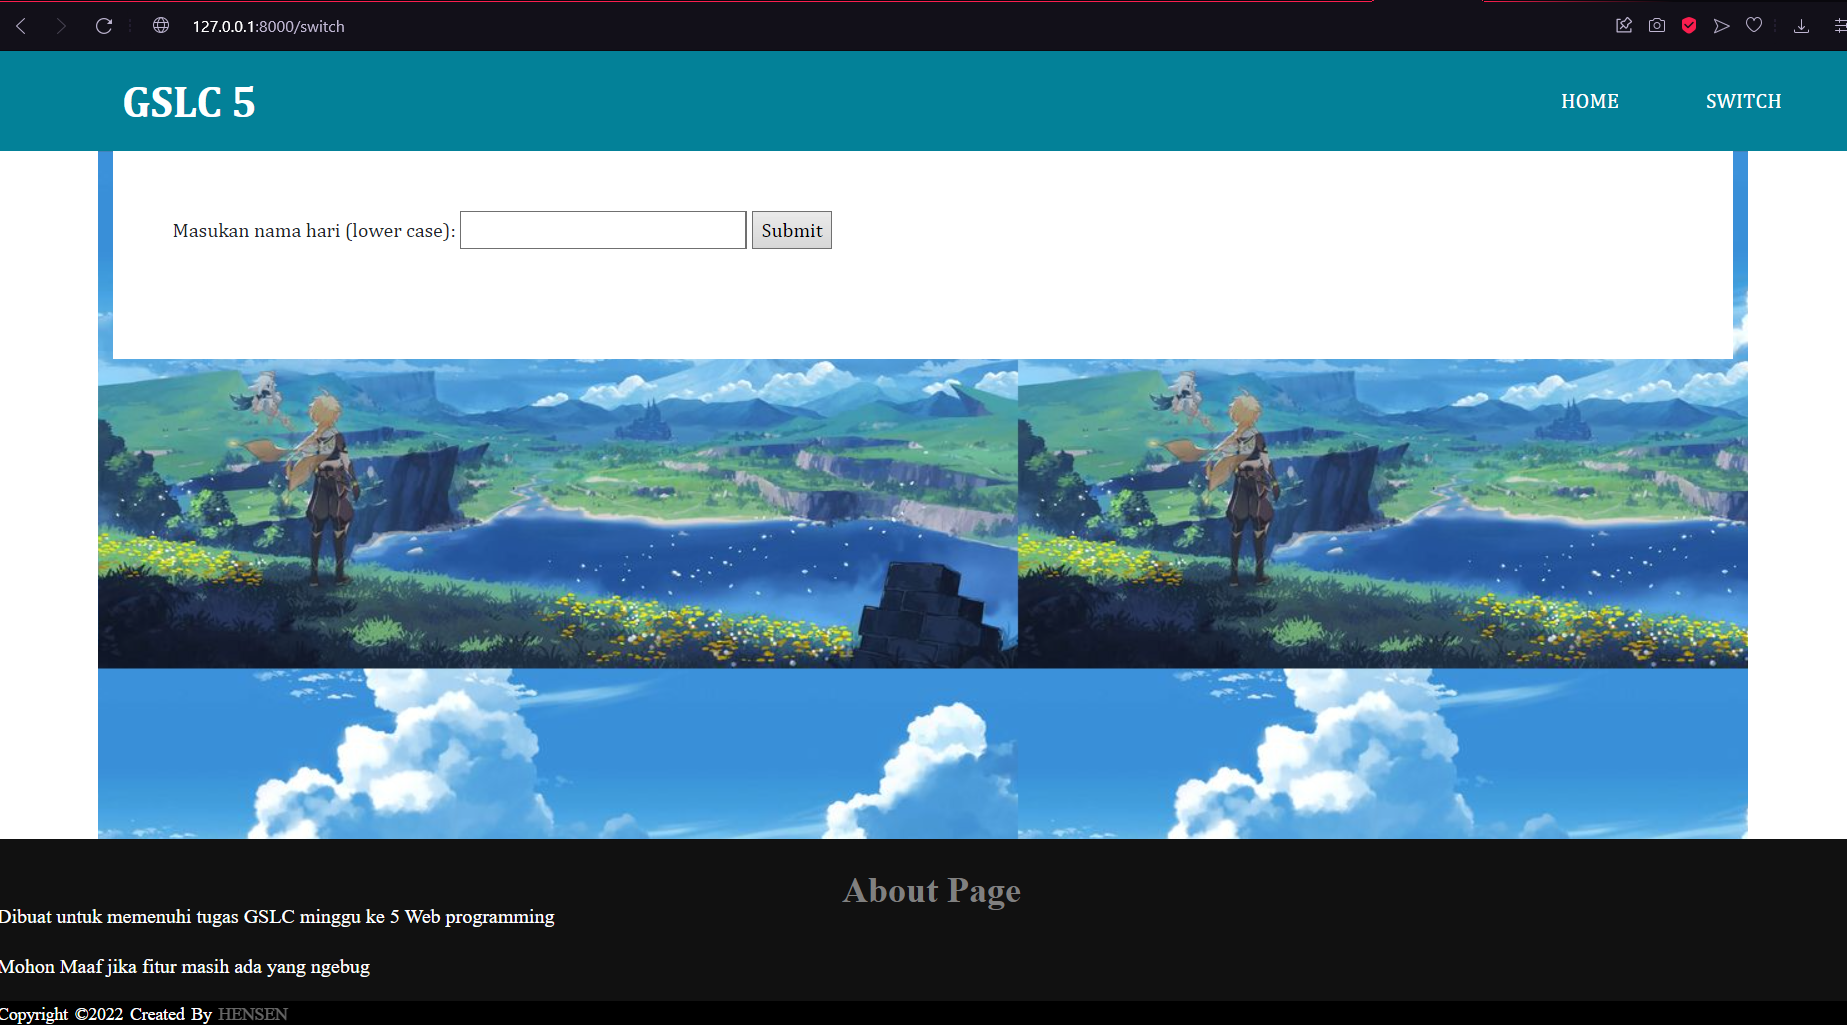 127.0.0.1:8000/switch
GSLC 5
HOME
SWITCH
Masukan nama hari (lower case):
Submit
About Page
Dibuat untuk memenuhi tugas GSLC minggu ke 5 Web programming
Mohon Maaf jika fitur masih ada yang ngebug
Copyright ©2022 Created By HENSEN